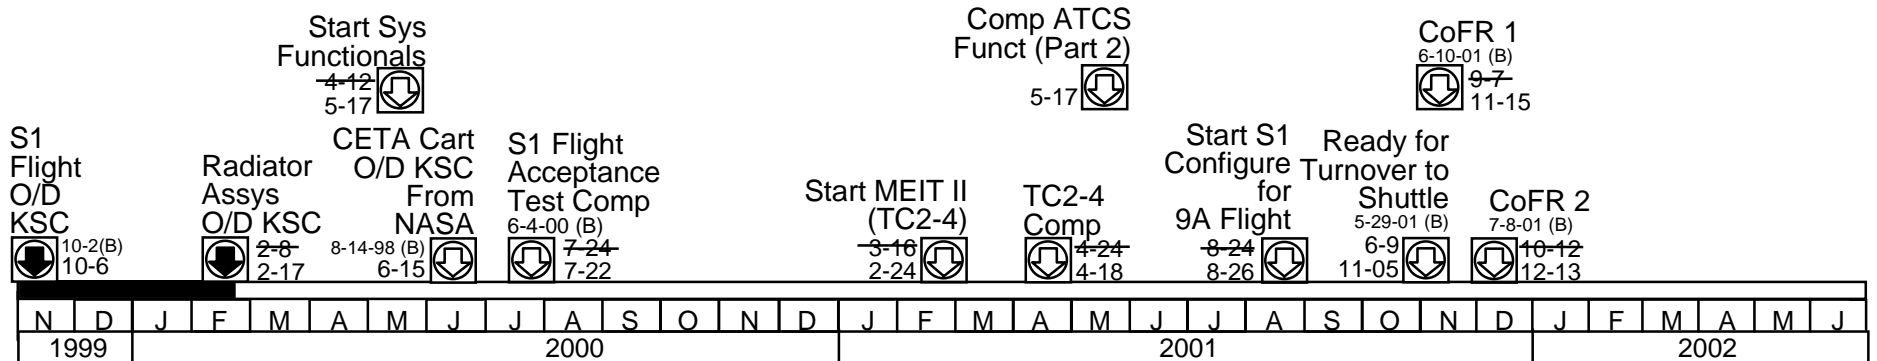 Start Sys
Functionals
4-12
5-17
Comp ATCS
Funct (Part 2)
5-17
CoFR 1
6-10-01 (B)
9-7
11-15
S1
Flight
O/D
KSC
10-2(B)
10-6
Radiator
Assys
O/D KSC
2-8
2-17
CETA Cart
O/D KSC
From
NASA
8-14-98 (B)
6-15
S1 Flight
Acceptance
Test Comp
6-4-00 (B)
7-24
7-22
Start MEIT II
(TC2-4)
3-16
2-24
TC2-4
Comp
4-24
4-18
Start S1
Configure
for
9A Flight
8-24
8-26
Ready for
Turnover to
Shuttle
5-29-01 (B)
6-9
11-05
CoFR 2
7-8-01 (B)
10-12
12-13
N D J F M A M J J A S O N D J F M A M J J A S O N D J F M A M J
1999 2000 2001 2002